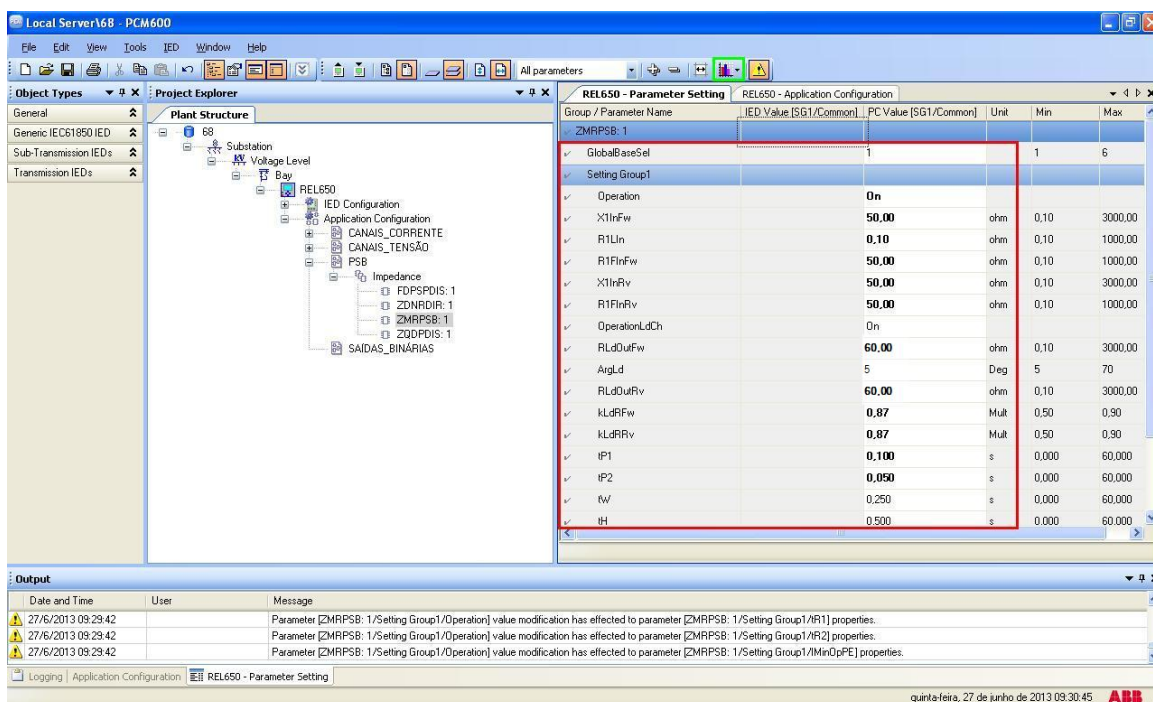 Local Server\68 - PCM600
File Edit View Tools IED Window Help
All parameters
Object Types
General
Generic IEC61850 IED
Sub-Transmission IEDs
Transmission IEDs
Project Explorer
Plant Structure
68
Substation
Voltage Level
Bay
REL650
IED Configuration
Application Configuration
CANAIS_CORRENTE
CANAIS_TENSÃO
PSB
Impedance
FDPSPDIS: 1
ZDNRDIR: 1
ZMRPSB: 1
ZQDPDIS: 1
SAÍDAS_BINÁRIAS
REL650 - Parameter Setting REL650 - Application Configuration
Group / Parameter Name IED Value [SG1/Common] PC Value [SG1/Common] Unit Min Max
ZMRPSB: 1
GlobalBaseSel 1 1 6
Setting Group1
Operation On
X1InFw 50,00 ohm 0,10 3000,00
R1LIn 0,10 ohm 0,10 1000,00
R1FInFw 50,00 ohm 0,10 1000,00
X1InRv 50,00 ohm 0,10 3000,00
R1FInRv 50,00 ohm 0,10 1000,00
OperationLdCh On
RLdOutFw 60,00 ohm 0,10 3000,00
ArgLd 5 Deg 5 70
RLdOutRv 60,00 ohm 0,10 3000,00
kLdRFw 0,87 Mult 0,50 0,90
kLdRRv 0,87 Mult 0,50 0,90
tP1 0,100 s 0,000 60,000
tP2 0,050 s 0,000 60,000
tW 0,250 s 0,000 60,000
tH 0,500 s 0,000 60,000
Output
Date and Time User Message
27/6/2013 09:29:42 Parameter [ZMRPSB: 1/Setting Group1/Operation] value modification has effected to parameter [ZMRPSB: 1/Setting Group1/tR1] properties.
27/6/2013 09:29:42 Parameter [ZMRPSB: 1/Setting Group1/Operation] value modification has effected to parameter [ZMRPSB: 1/Setting Group1/tR2] properties.
27/6/2013 09:29:42 Parameter [ZMRPSB: 1/Setting Group1/Operation] value modification has effected to parameter [ZMRPSB: 1/Setting Group1/IMinOpPE] properties.
Logging Application Configuration REL650 - Parameter Setting
quinta-feira, 27 de junho de 2013 09:30:45 ABB